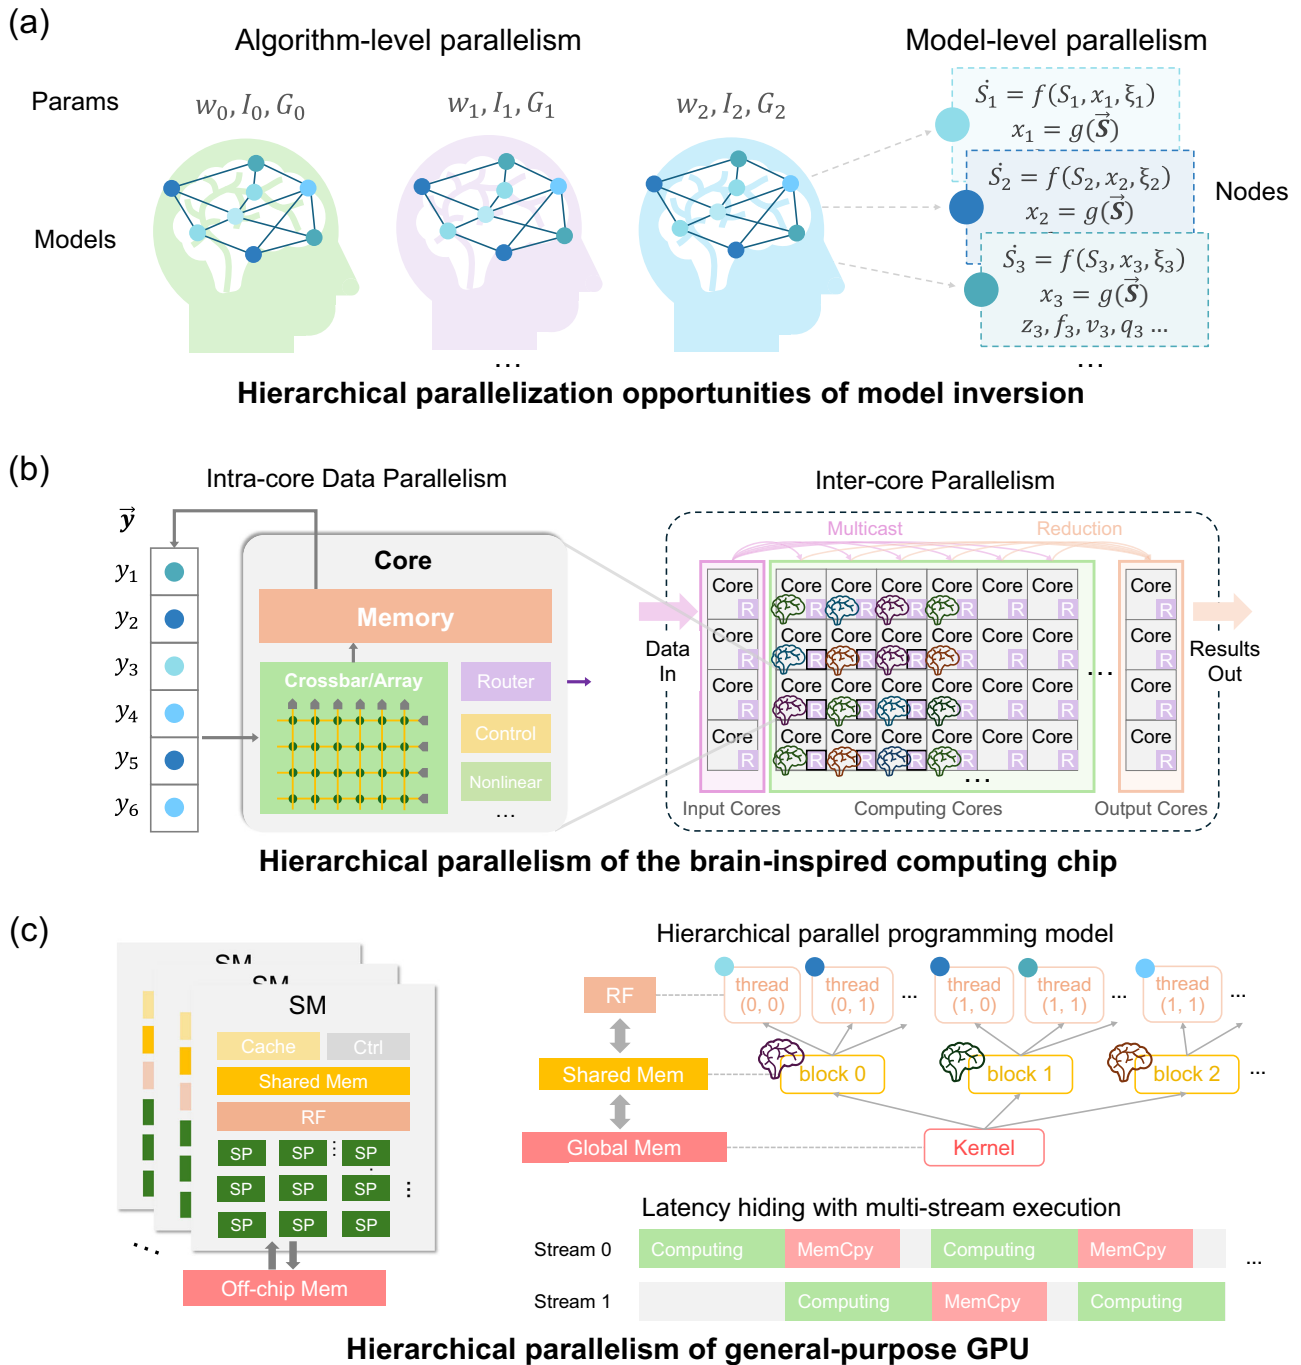 (a)
Algorithm-level parallelism
Model-level parallelism
Params
w₀, I₀, G₀
w₁, I₁, G₁
w₂, I₂, G₂
Models
Ṡ₁ = f(S₁, x₁, ξ₁)
x₁ = g(S⃗)
Ṡ₂ = f(S₂, x₂, ξ₂)
x₂ = g(S⃗)
Nodes
Ṡ₃ = f(S₃, x₃, ξ₃)
x₃ = g(S⃗)
z₃, f₃, v₃, q₃ ...
...
...
Hierarchical parallelization opportunities of model inversion
(b)
Intra-core Data Parallelism
Inter-core Parallelism
y⃗
y₁
y₂
y₃
y₄
y₅
y₆
Core
Memory
Crossbar/Array
Router
Control
Nonlinear
...
Multicast
Reduction
Data In
Core Core Core Core Core Core Core Core
R R R R R R R R
Core Core Core Core Core Core Core Core
R R R R R R R R
Core Core Core Core Core Core Core Core
R R R R R R R R
Core Core Core Core Core Core Core Core
R R R R R R R R
...
...
Results Out
Input Cores
Computing Cores
Output Cores
Hierarchical parallelism of the brain-inspired computing chip
(c)
SM
SM
SM
Cache
Ctrl
Shared Mem
RF
SP SP SP
SP SP SP
SP SP SP
...
Off-chip Mem
Hierarchical parallel programming model
RF
thread (0, 0)
thread (0, 1)
...
thread (1, 0)
thread (1, 1)
...
thread (1, 1)
...
Shared Mem
block 0
block 1
block 2
...
Global Mem
Kernel
Latency hiding with multi-stream execution
Stream 0
Computing
MemCpy
Computing
MemCpy
...
Stream 1
Computing
MemCpy
Computing
Hierarchical parallelism of general-purpose GPU